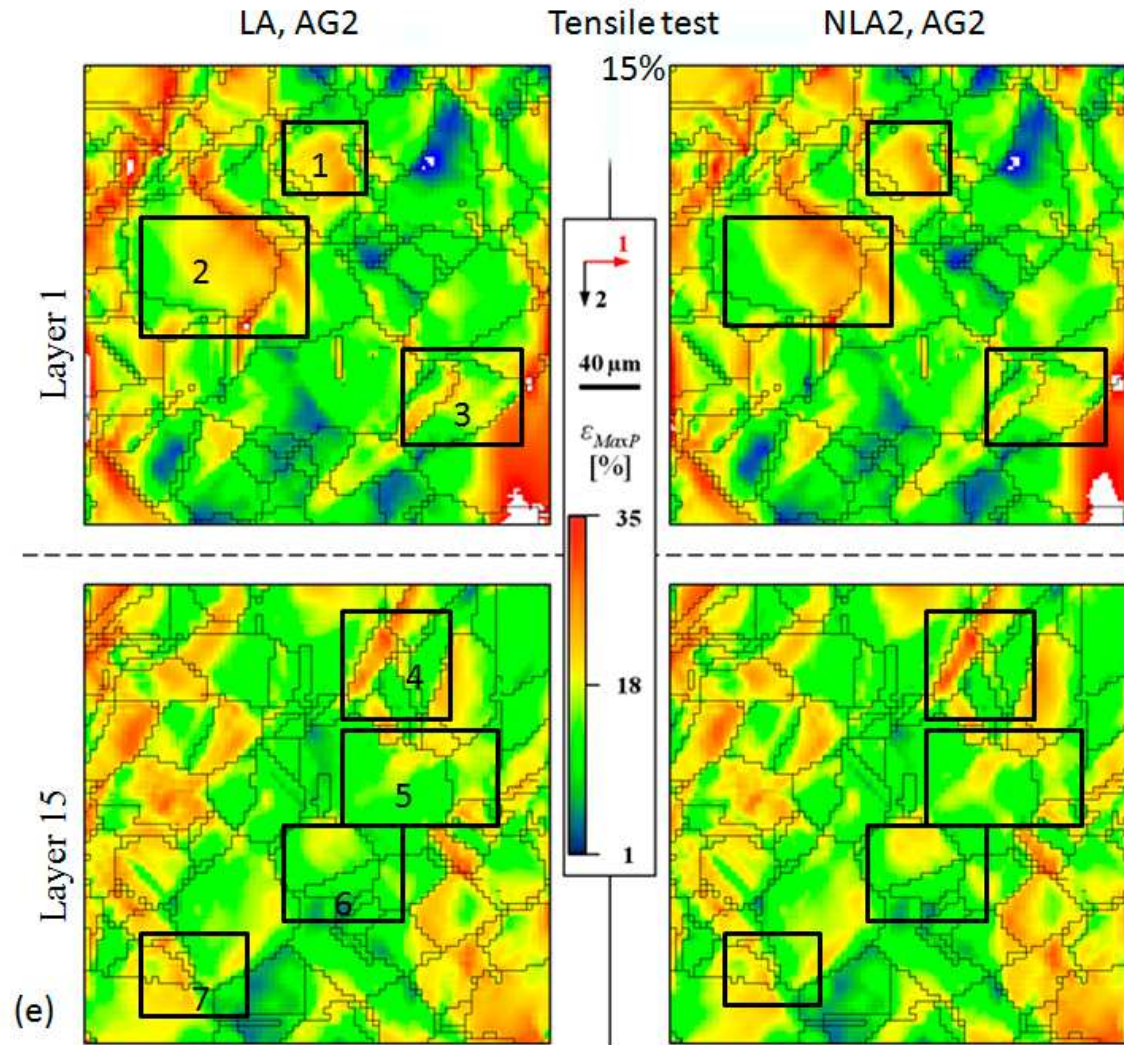 LA, AG2 Tensile test NLA2, AG2
15%
Layer 1
1
2
3
1
2
40 µm
εMaxP
[%]
35
18
1
Layer 15
4
5
6
7
(e)